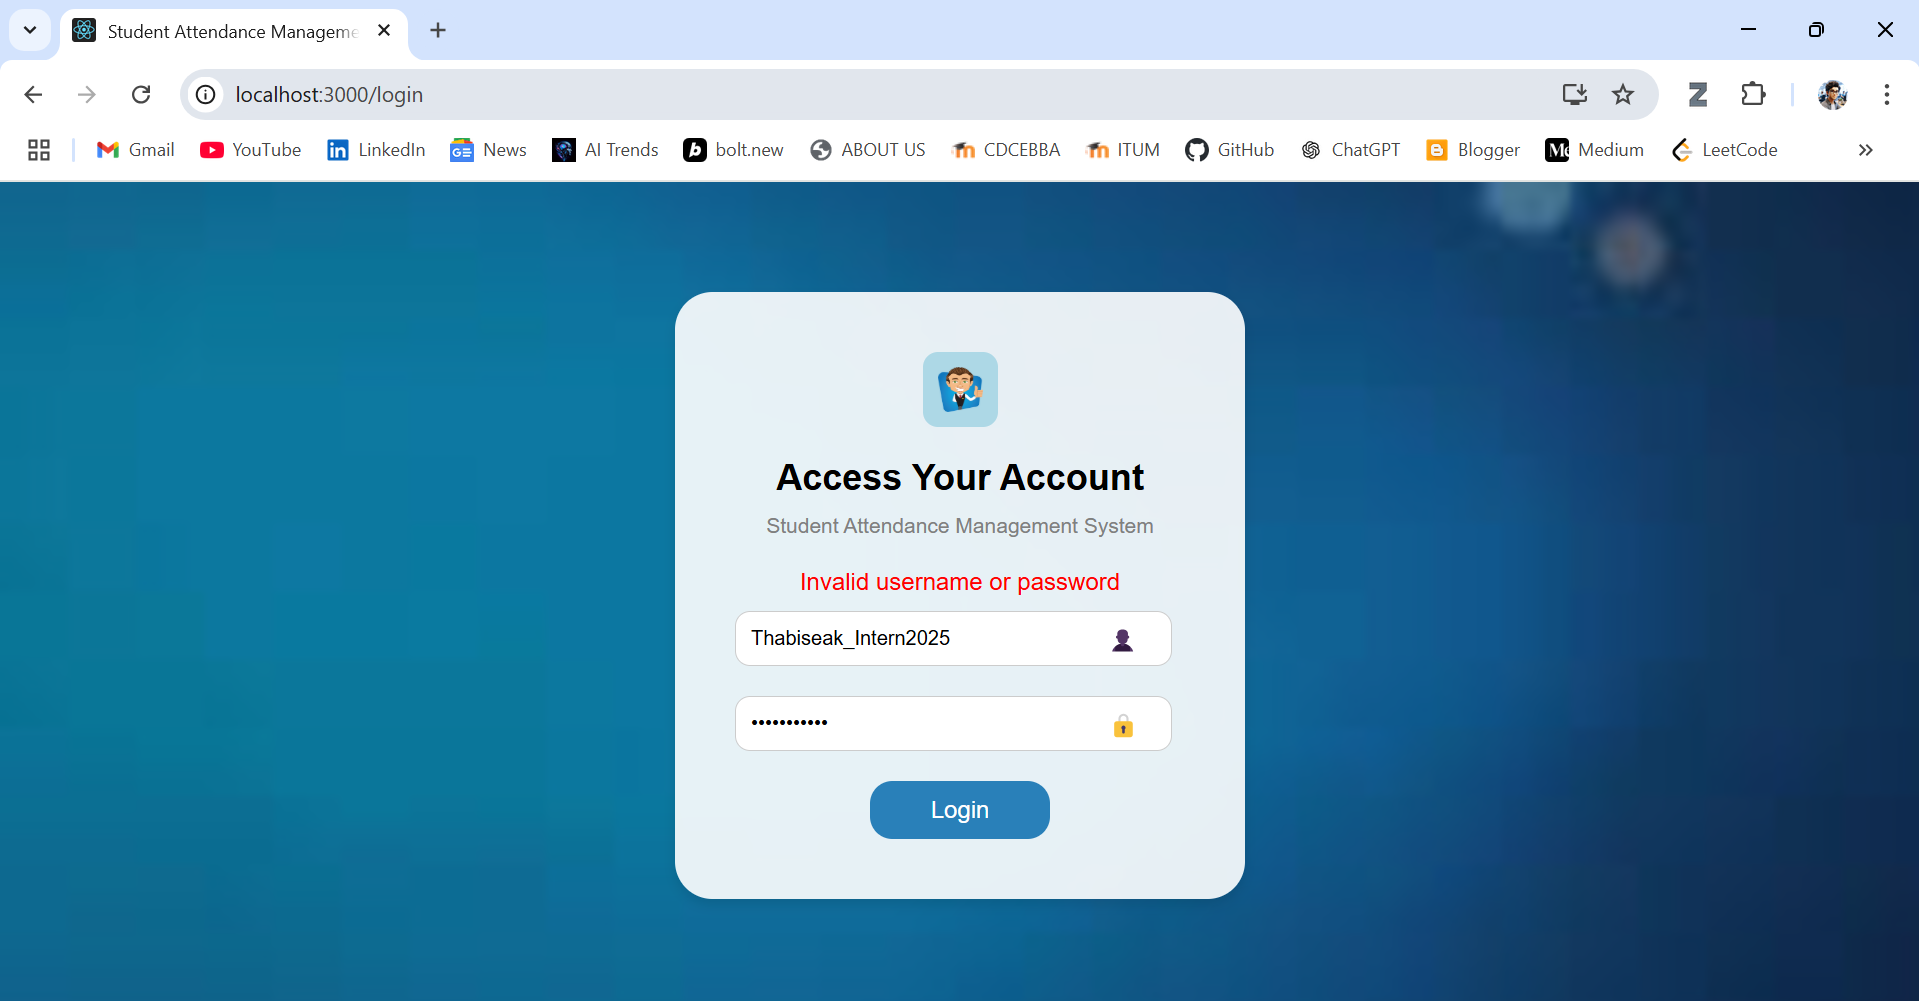 Student Attendance Manageme
localhost:3000/login
Gmail YouTube LinkedIn News AI Trends bolt.new ABOUT US CDCEBBA ITUM GitHub ChatGPT Blogger Medium LeetCode
Access Your Account
Student Attendance Management System
Invalid username or password
Thabiseak_Intern2025
•••••••••••
Login